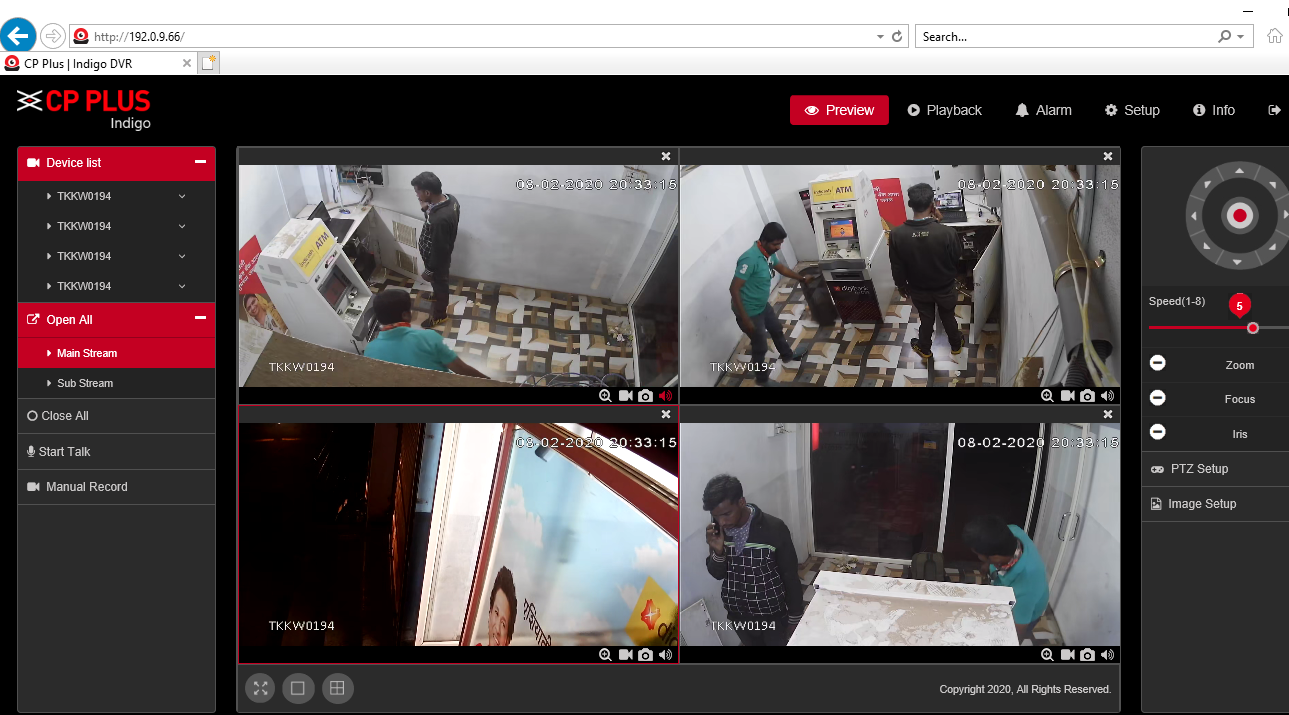 http://192.0.9.66/
Search...
CP Plus | Indigo DVR
CP PLUS
Indigo
Preview
Playback
Alarm
Setup
Info
Device list
TKKW0194
TKKW0194
TKKW0194
TKKW0194
Open All
Main Stream
Sub Stream
Close All
Start Talk
Manual Record
08-02-2020 20:33:15
ATM
TKKW0194
08-02-2020 20:33:15
ATM
TKKW0194
08-02-2020 20:33:15
TKKW0194
08-02-2020 20:33:15
TKKW0194
Speed(1-8)
5
Zoom
Focus
Iris
PTZ Setup
Image Setup
Copyright 2020, All Rights Reserved.